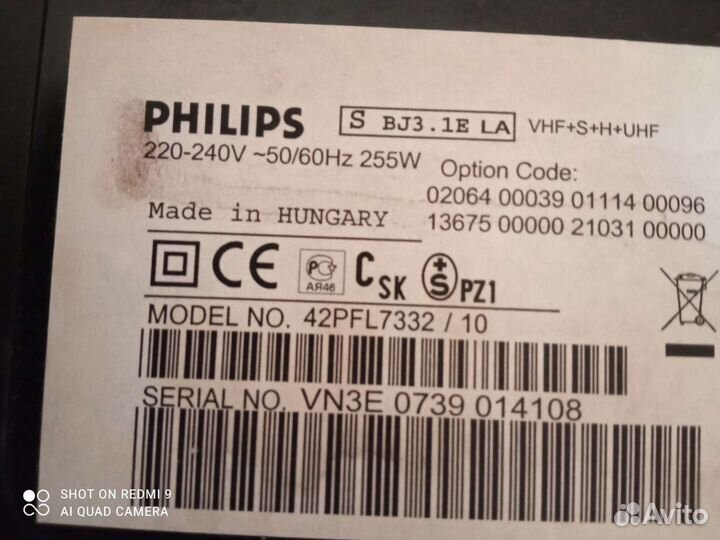 PHILIPS
S BJ3.1E LA
VHF+S+H+UHF
220-240V ~50/60Hz 255W
Option Code:
02064 00039 01114 00096
13675 00000 21031 00000
Made in HUNGARY
CE
РСТ
АЯ46
CSK
+S
PZ1
MODEL NO. 42PFL7332 / 10
SERIAL NO. VN3E 0739 014108
SHOT ON REDMI 9
AI QUAD CAMERA
Avito